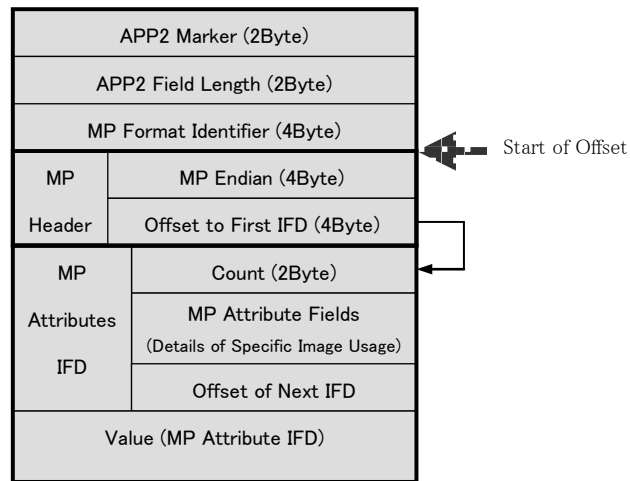 APP2 Marker (2Byte)
APP2 Field Length (2Byte)
MP Format Identifier (4Byte)
Start of Offset
MP
Header
MP Endian (4Byte)
Offset to First IFD (4Byte)
MP
Attributes
IFD
Count (2Byte)
MP Attribute Fields
(Details of Specific Image Usage)
Offset of Next IFD
Value (MP Attribute IFD)